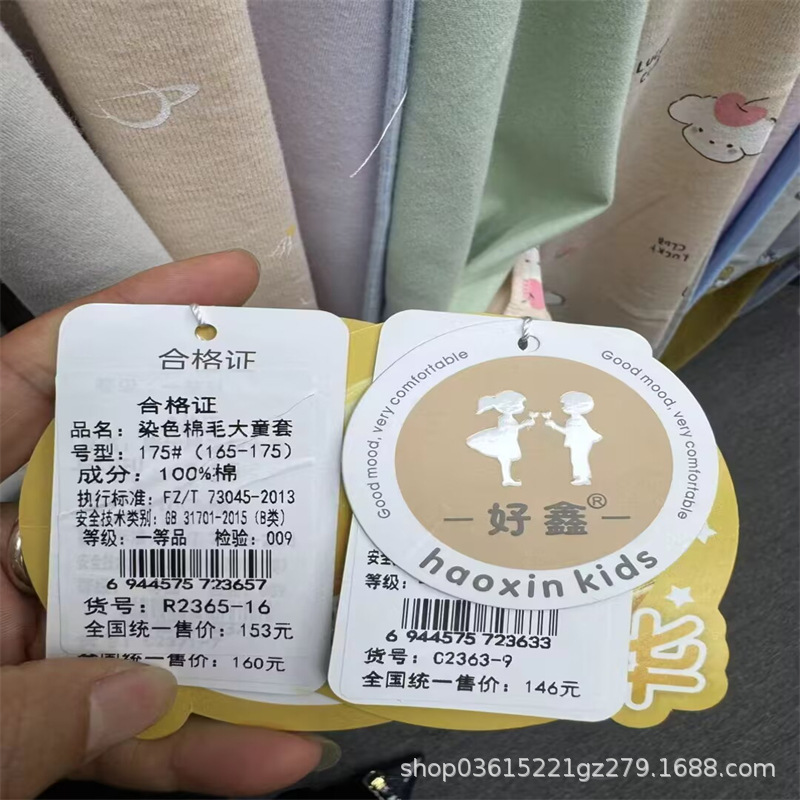 合格证
合格证
品名：染色棉毛大童套
号型：175#（165-175）
成分：100%棉
执行标准：FZ/T 73045-2013
安全技术类别：GB 31701-2015（B类）
等级：一等品 检验：009
6 944575 723657
货号：R2365-16
全国统一售价：153元
全国统一售价：160元
Good mood, very comfortable
Good mood, very comfortable
好鑫®
haoxin kids
等级：
6 944575 723633
货号：C2363-9
全国统一售价：146元
LUCKY
CLUB
shop03615221gz279.1688.com